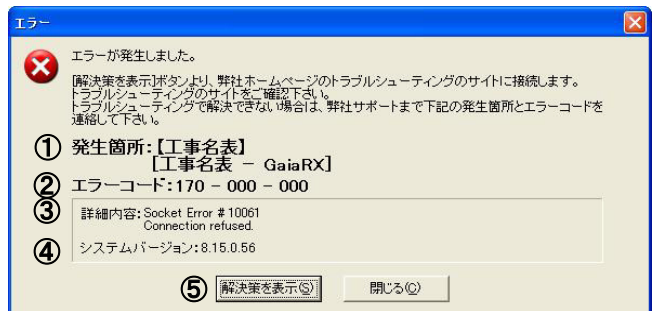 エラー
エラーが発生しました。
[解決策を表示]ボタンより、弊社ホームページのトラブルシューティングのサイトに接続します。
トラブルシューティングのサイトをご確認下さい。
トラブルシューティングで解決できない場合は、弊社サポートまで下記の発生箇所とエラーコードを
連絡して下さい。
① 発生箇所:【工事名表】
[工事名表 - GaiaRX]
② エラーコード:170 - 000 - 000
③ 詳細内容:Socket Error # 10061
Connection refused.
④ システムバージョン:8.15.0.56
⑤ 解決策を表示(S) 閉じる(C)